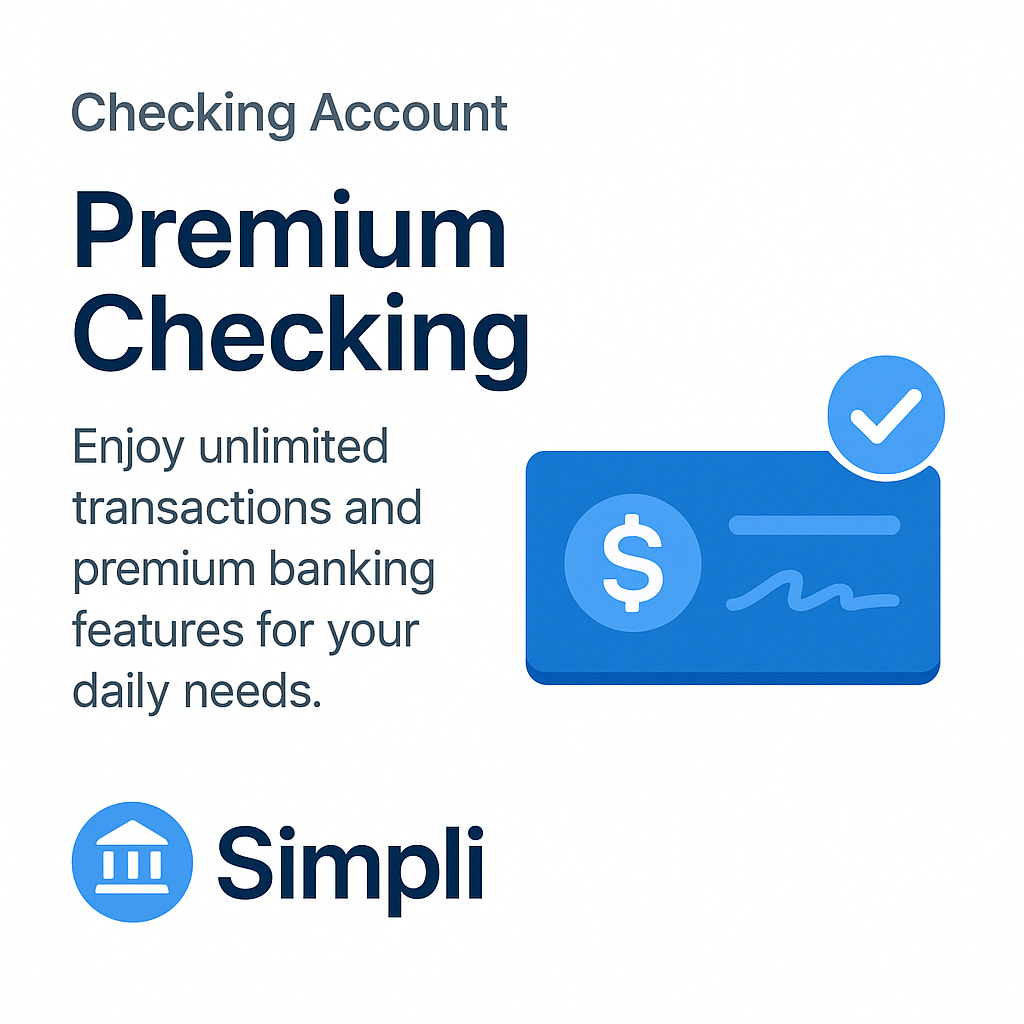 Checking Account
Premium
Checking
Enjoy unlimited
transactions and
premium banking
features for your
daily needs.
$
Simpli